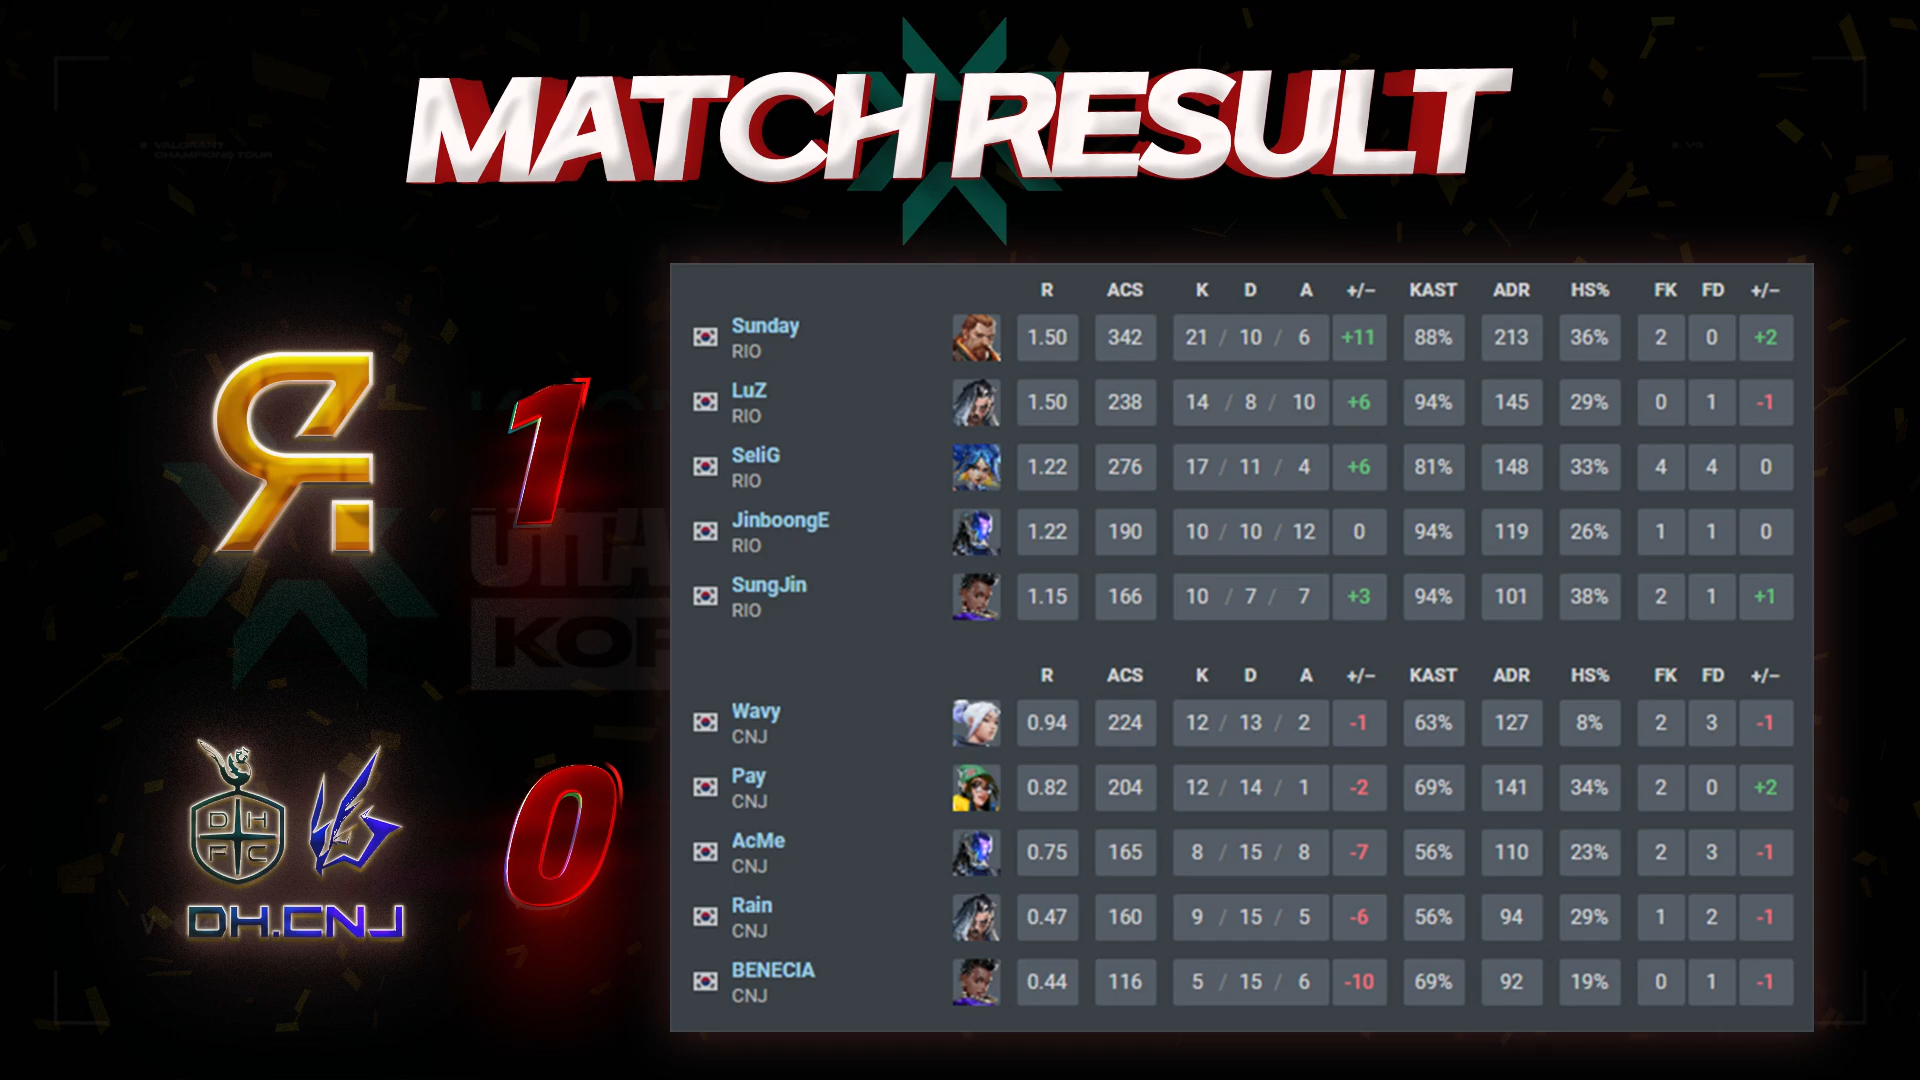 MATCH RESULT
VALORANT
CHAMPIONS TOUR
1
KOR
DH
FC
DH.CNJ
0
R ACS K D A +/− KAST ADR HS% FK FD +/−
Sunday 1.50 342 21 / 10 / 6 +11 88% 213 36% 2 0 +2
RIO
LuZ 1.50 238 14 / 8 / 10 +6 94% 145 29% 0 1 -1
RIO
SeliG 1.22 276 17 / 11 / 4 +6 81% 148 33% 4 4 0
RIO
JinboongE 1.22 190 10 / 10 / 12 0 94% 119 26% 1 1 0
RIO
SungJin 1.15 166 10 / 7 / 7 +3 94% 101 38% 2 1 +1
RIO
R ACS K D A +/− KAST ADR HS% FK FD +/−
Wavy 0.94 224 12 / 13 / 2 -1 63% 127 8% 2 3 -1
CNJ
Pay 0.82 204 12 / 14 / 1 -2 69% 141 34% 2 0 +2
CNJ
AcMe 0.75 165 8 / 15 / 8 -7 56% 110 23% 2 3 -1
CNJ
Rain 0.47 160 9 / 15 / 5 -6 56% 94 29% 1 2 -1
CNJ
BENECIA 0.44 116 5 / 15 / 6 -10 69% 92 19% 0 1 -1
CNJ